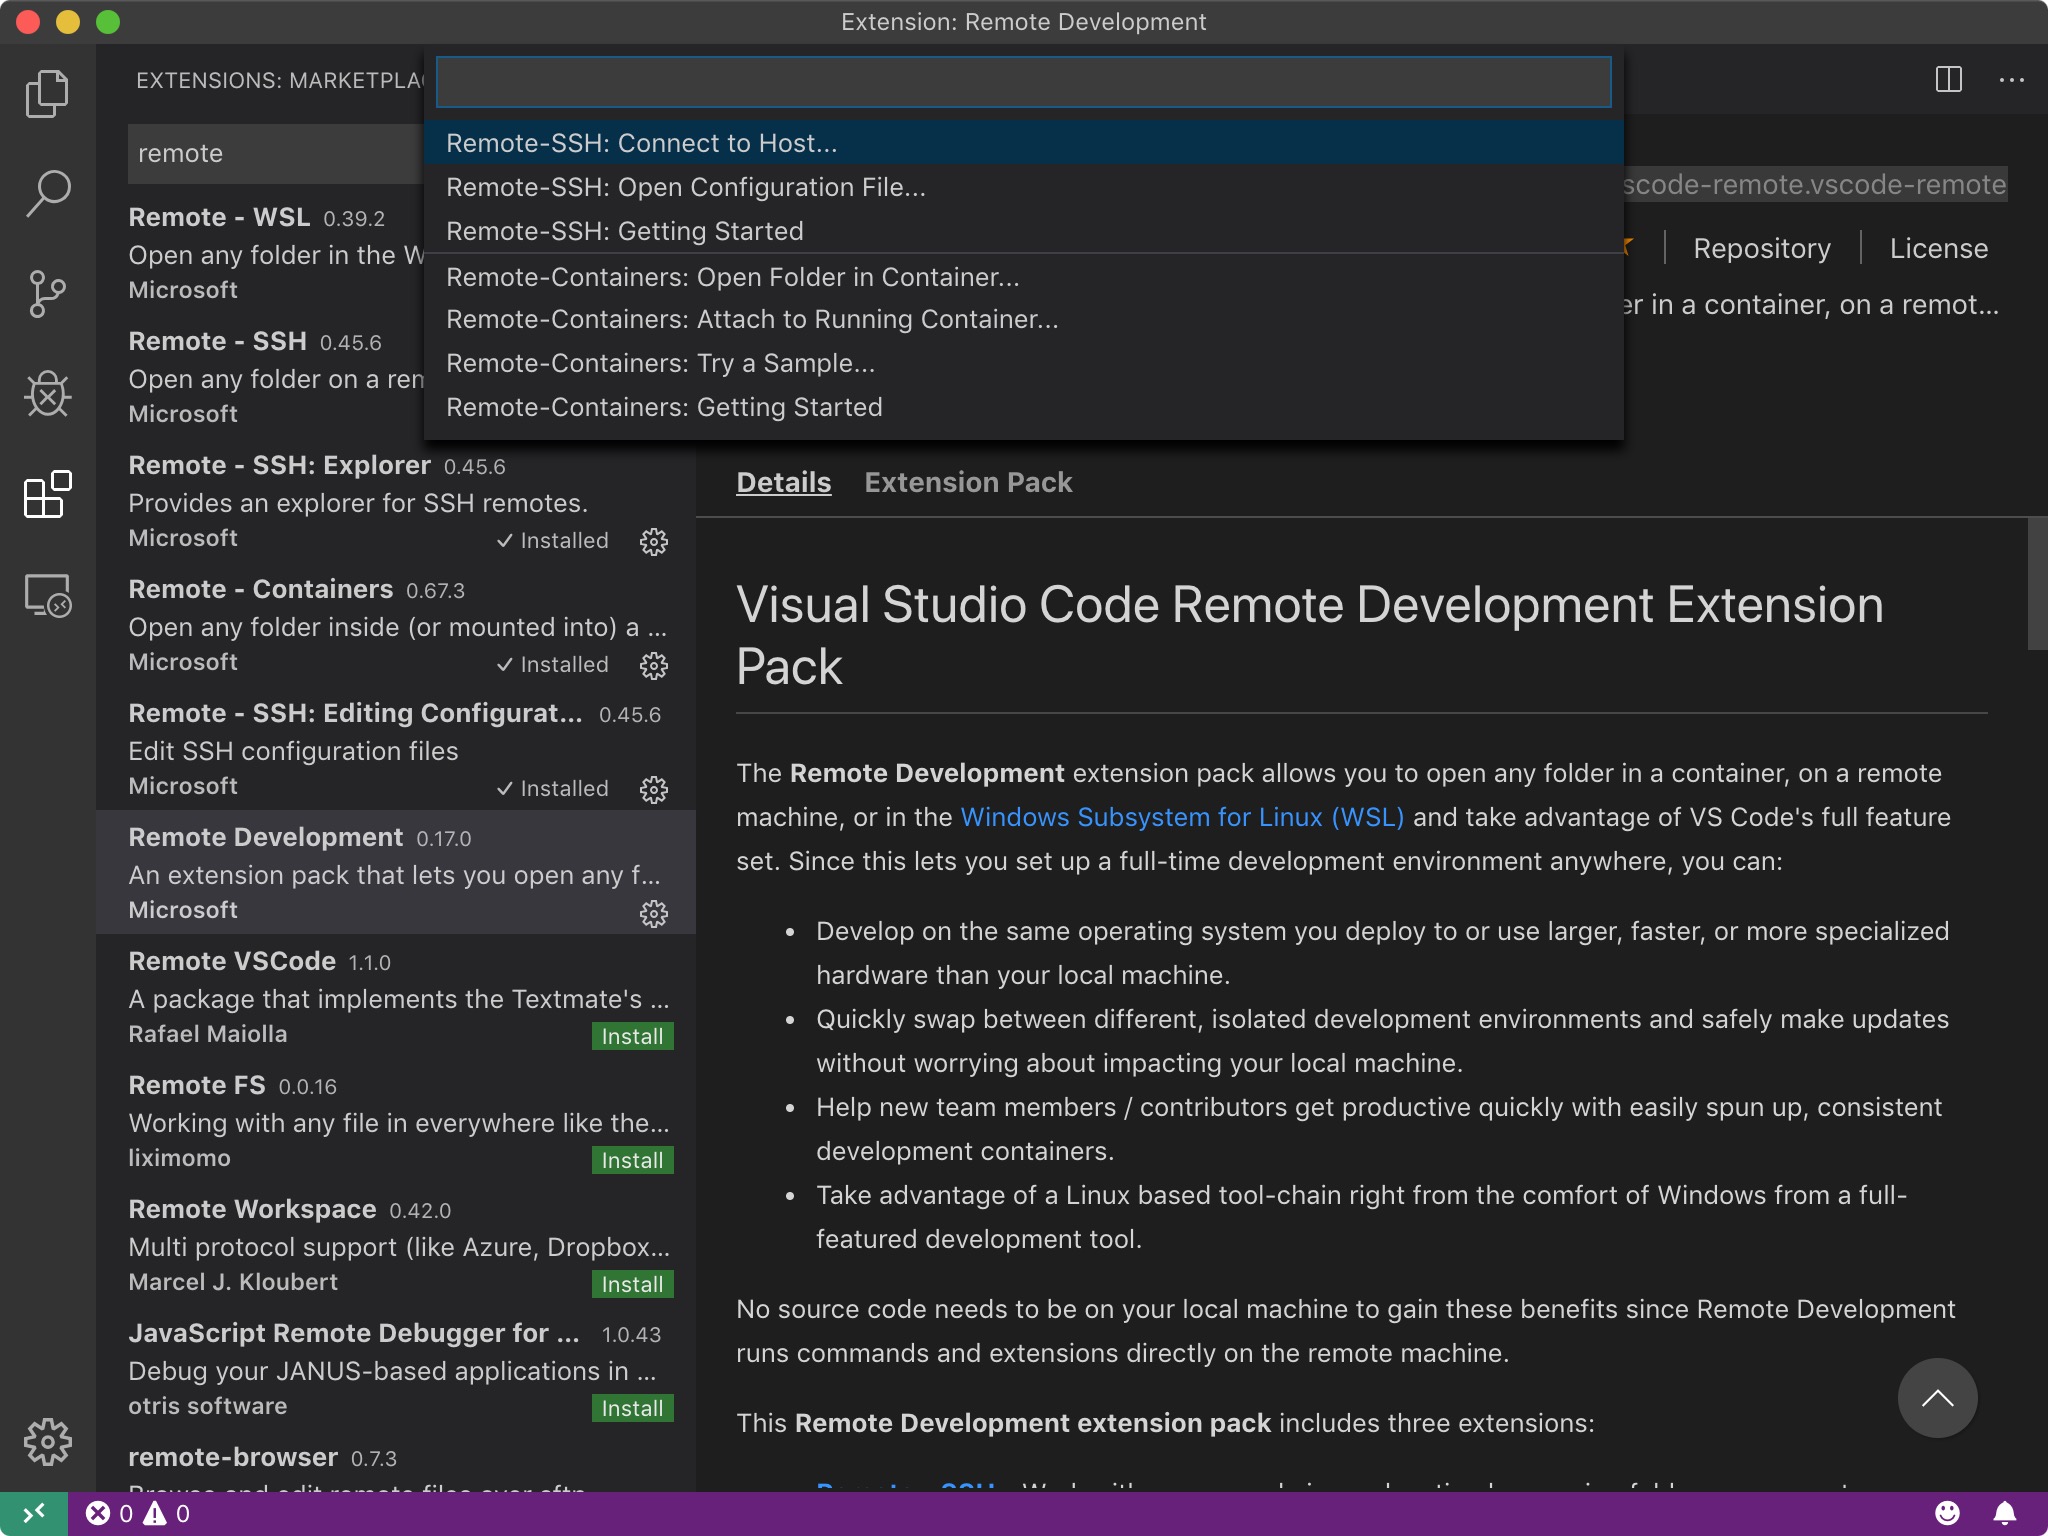 Extension: Remote Development
EXTENSIONS: MARKETPLA
remote
Remote - WSL 0.39.2
Open any folder in the W
Microsoft
Remote - SSH 0.45.6
Open any folder on a rem
Microsoft
Remote - SSH: Explorer 0.45.6
Provides an explorer for SSH remotes.
Microsoft ✓ Installed
Remote - Containers 0.67.3
Open any folder inside (or mounted into) a ...
Microsoft ✓ Installed
Remote - SSH: Editing Configurat... 0.45.6
Edit SSH configuration files
Microsoft ✓ Installed
Remote Development 0.17.0
An extension pack that lets you open any f...
Microsoft
Remote VSCode 1.1.0
A package that implements the Textmate's ...
Rafael Maiolla Install
Remote FS 0.0.16
Working with any file in everywhere like the...
liximomo Install
Remote Workspace 0.42.0
Multi protocol support (like Azure, Dropbox...
Marcel J. Kloubert Install
JavaScript Remote Debugger for ... 1.0.43
Debug your JANUS-based applications in ...
otris software Install
remote-browser 0.7.3
Browse and edit remote files over sftp
Remote-SSH: Connect to Host...
Remote-SSH: Open Configuration File...
Remote-SSH: Getting Started
Remote-Containers: Open Folder in Container...
Remote-Containers: Attach to Running Container...
Remote-Containers: Try a Sample...
Remote-Containers: Getting Started
scode-remote.vscode-remote
Repository | License
er in a container, on a remot...
Details Extension Pack
Visual Studio Code Remote Development Extension
Pack
The Remote Development extension pack allows you to open any folder in a container, on a remote
machine, or in the Windows Subsystem for Linux (WSL) and take advantage of VS Code's full feature
set. Since this lets you set up a full-time development environment anywhere, you can:
• Develop on the same operating system you deploy to or use larger, faster, or more specialized
hardware than your local machine.
• Quickly swap between different, isolated development environments and safely make updates
without worrying about impacting your local machine.
• Help new team members / contributors get productive quickly with easily spun up, consistent
development containers.
• Take advantage of a Linux based tool-chain right from the comfort of Windows from a full-
featured development tool.
No source code needs to be on your local machine to gain these benefits since Remote Development
runs commands and extensions directly on the remote machine.
This Remote Development extension pack includes three extensions:
Remote - SSH
0 0